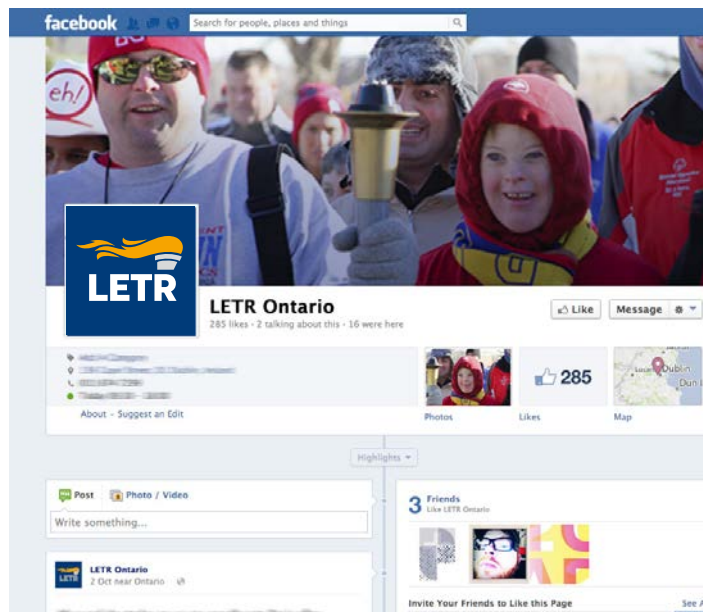 facebook
Search for people, places and things
eh!
LETR
LETR Ontario
285 likes · 2 talking about this · 16 were here
Like
Message
About - Suggest an Edit
285
Dublin
Photos
Likes
Map
Highlights
Post
Photo / Video
Write something...
LETR
LETR Ontario
2 Oct near Ontario
3 Friends
Like LETR Ontario
Invite Your Friends to Like this Page
See